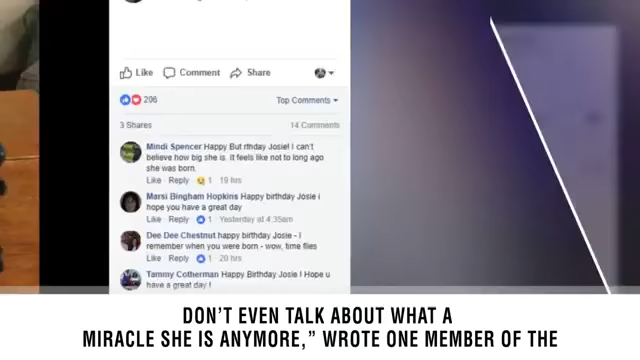 Like Comment Share
206 Top Comments
3 Shares 14 Comments
Mindi Spencer Happy But rthday Josie! I can't
believe how big she is. It feels like not to long ago
she was born.
Like · Reply · 1 · 19 hrs
Marsi Bingham Hopkins Happy birthday Josie i
hope you have a great day
Like · Reply · 1 · Yesterday at 4:35am
Dee Dee Chestnut happy birthday Josie - I
remember when you were born - wow, time flies
Like · Reply · 1 · 20 hrs
Tammy Cotherman Happy Birthday Josie ! Hope u
have a great day !
DON'T EVEN TALK ABOUT WHAT A
MIRACLE SHE IS ANYMORE,” WROTE ONE MEMBER OF THE